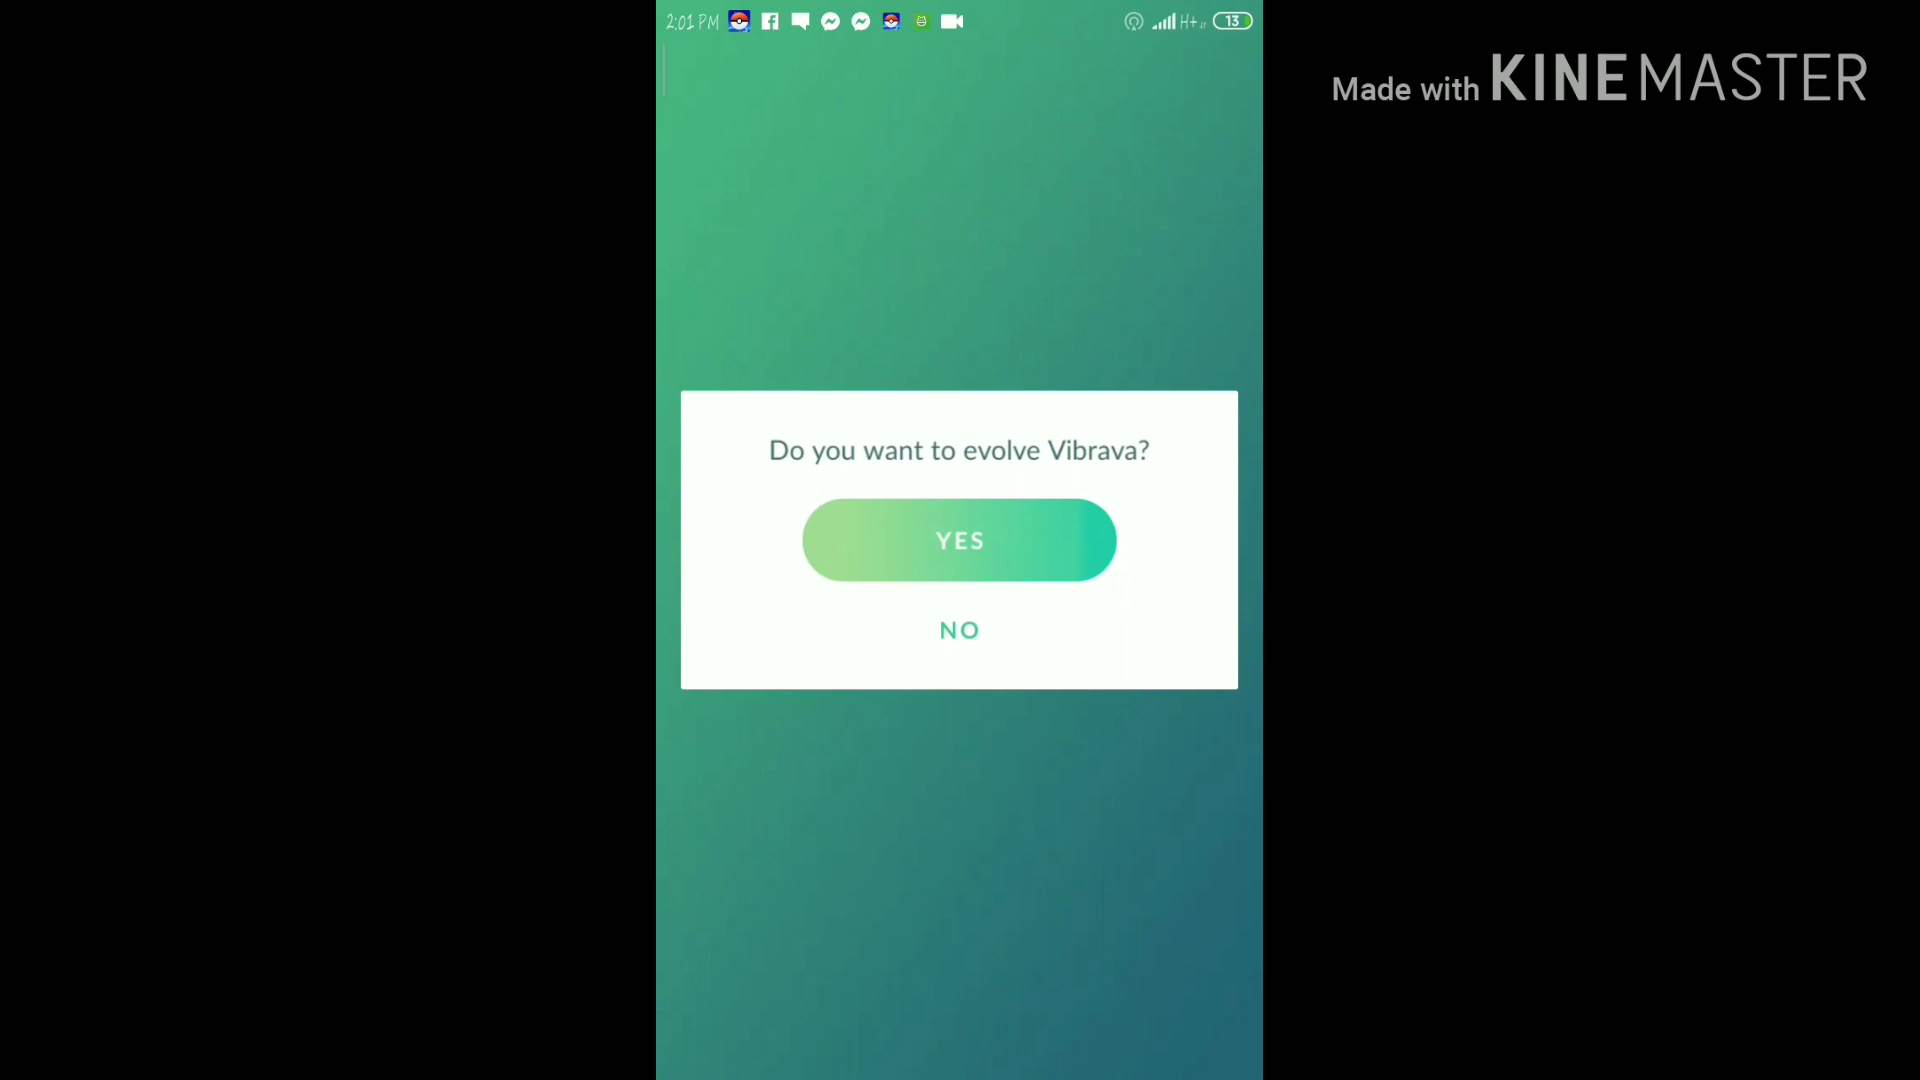 2:01 PM H+ 13
Made with KINEMASTER
Do you want to evolve Vibrava?
YES
NO